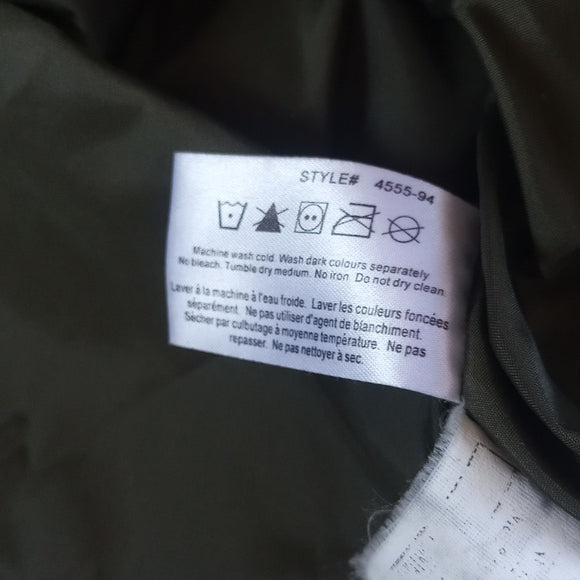 STYLE# 4555-94
Machine wash cold. Wash dark colours separately
No bleach. Tumble dry medium. No iron. Do not dry clean.
Laver à la machine à l'eau froide. Laver les couleurs foncées
séparément. Ne pas utiliser d'agent de blanchiment.
Sécher par culbutage à moyenne température. Ne pas
repasser. Ne pas nettoyer à sec.